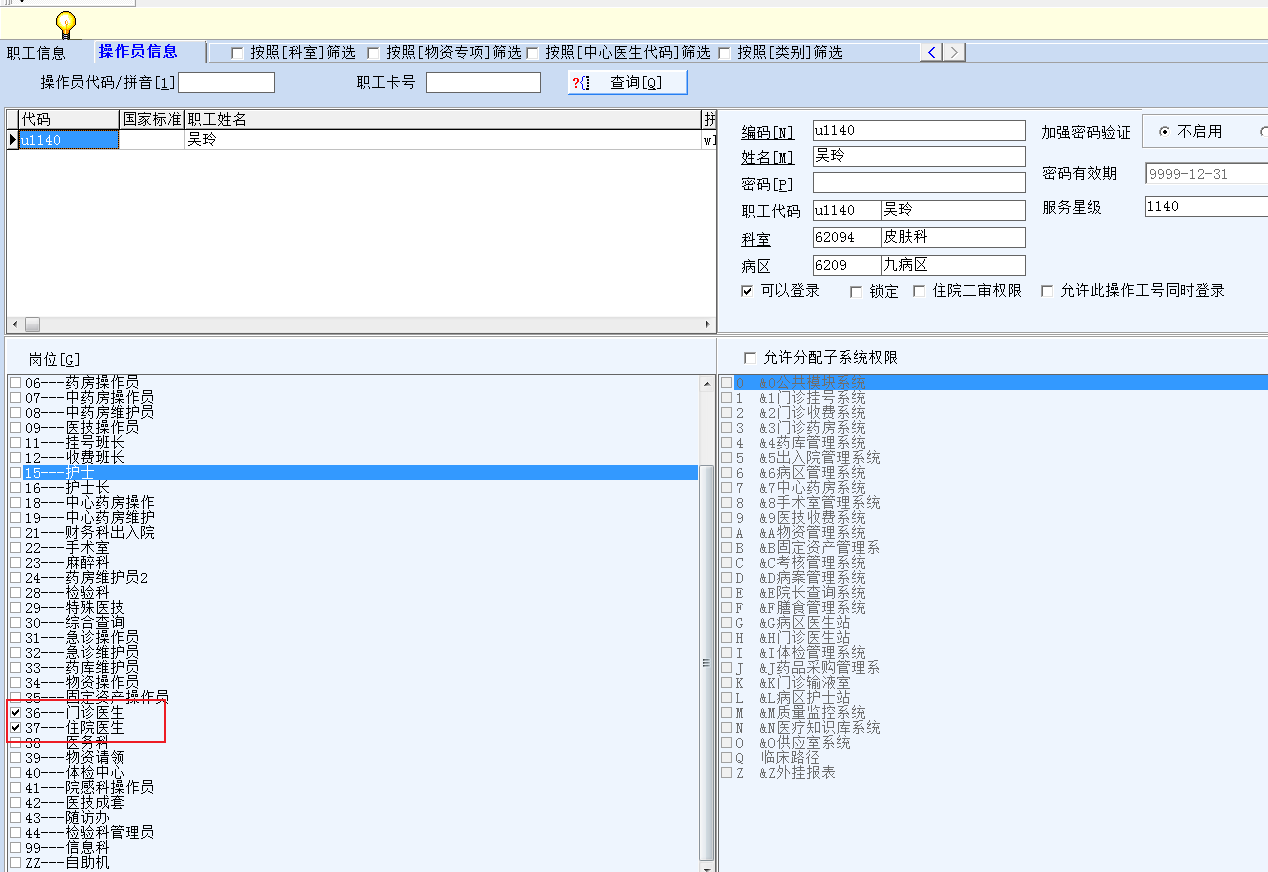 职工信息 操作员信息 按照[科室]筛选 按照[物资专项]筛选 按照[中心医生代码]筛选 按照[类别]筛选
操作员代码/拼音[1] 职工卡号 ?{⁞ 查询[Q]
代码 国家标准 职工姓名 拼
u1140 吴玲
编码[N] u1140 加强密码验证 不启用
姓名[M] 吴玲
密码[P] 密码有效期 9999-12-31
职工代码 u1140 吴玲 服务星级 1140
科室 62094 皮肤科
病区 6209 九病区
可以登录 锁定 住院二审权限 允许此操作工号同时登录
岗位[G]
06---药房操作员
07---中药房操作员
08---中药房维护员
09---医技操作员
11---挂号班长
12---收费班长
15---护士
16---护士长
18---中心药房操作
19---中心药房维护
21---财务科出入院
22---手术室
23---麻醉科
24---药房维护员2
28---检验科
29---特殊医技
30---综合查询
31---急诊操作员
32---急诊维护员
33---药库维护员
34---物资操作员
35---固定资产操作员
36---门诊医生
37---住院医生
38---医务科
39---物资请领
40---体检中心
41---院感科操作员
42---医技成套
43---随访办
44---检验科管理员
99---信息科
ZZ---自助机
允许分配子系统权限
0 &0公共模块系统
1 &1门诊挂号系统
2 &2门诊收费系统
3 &3门诊药房系统
4 &4药库管理系统
5 &5出入院管理系统
6 &6病区管理系统
7 &7中心药房系统
8 &8手术室管理系统
9 &9医技收费系统
A &A物资管理系统
B &B固定资产管理系
C &C考核管理系统
D &D病案管理系统
E &E院长查询系统
F &F膳食管理系统
G &G病区医生站
H &H门诊医生站
I &I体检管理系统
J &J药品采购管理系
K &K门诊输液室
L &L病区护士站
M &M质量监控系统
N &N医疗知识库系统
O &O供应室系统
Q 临床路径
Z &Z外挂报表